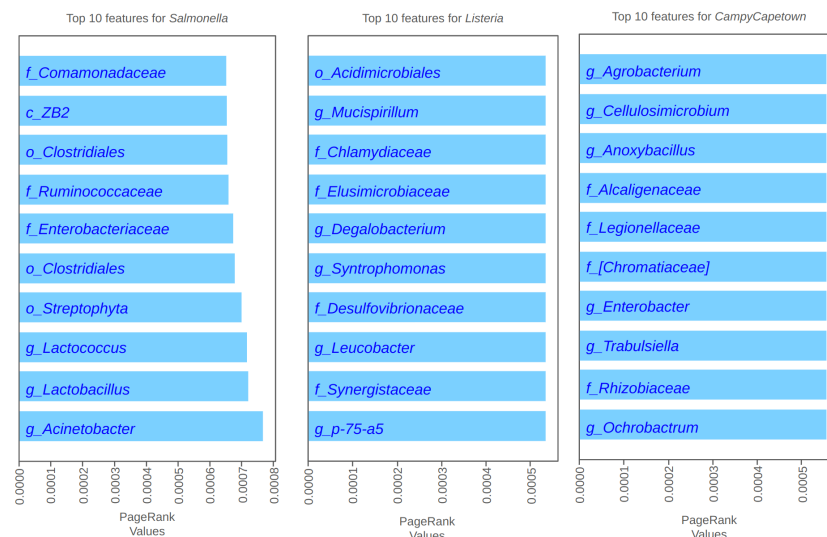 Top 10 features for Salmonella
f_Comamonadaceae
c_ZB2
o_Clostridiales
f_Ruminococcaceae
f_Enterobacteriaceae
o_Clostridiales
o_Streptophyta
g_Lactococcus
g_Lactobacillus
g_Acinetobacter
0.0000
0.0001
0.0002
0.0003
0.0004
0.0005
0.0006
0.0007
0.0008
PageRank
Values
Top 10 features for Listeria
o_Acidimicrobiales
g_Mucispirillum
f_Chlamydiaceae
f_Elusimicrobiaceae
g_Degalobacterium
g_Syntrophomonas
f_Desulfovibrionaceae
g_Leucobacter
f_Synergistaceae
g_p-75-a5
0.0000
0.0001
0.0002
0.0003
0.0004
0.0005
PageRank
Values
Top 10 features for CampyCapetown
g_Agrobacterium
g_Cellulosimicrobium
g_Anoxybacillus
f_Alcaligenaceae
f_Legionellaceae
f_[Chromatiaceae]
g_Enterobacter
g_Trabulsiella
f_Rhizobiaceae
g_Ochrobactrum
0.0000
0.0001
0.0002
0.0003
0.0004
0.0005
PageRank
Values